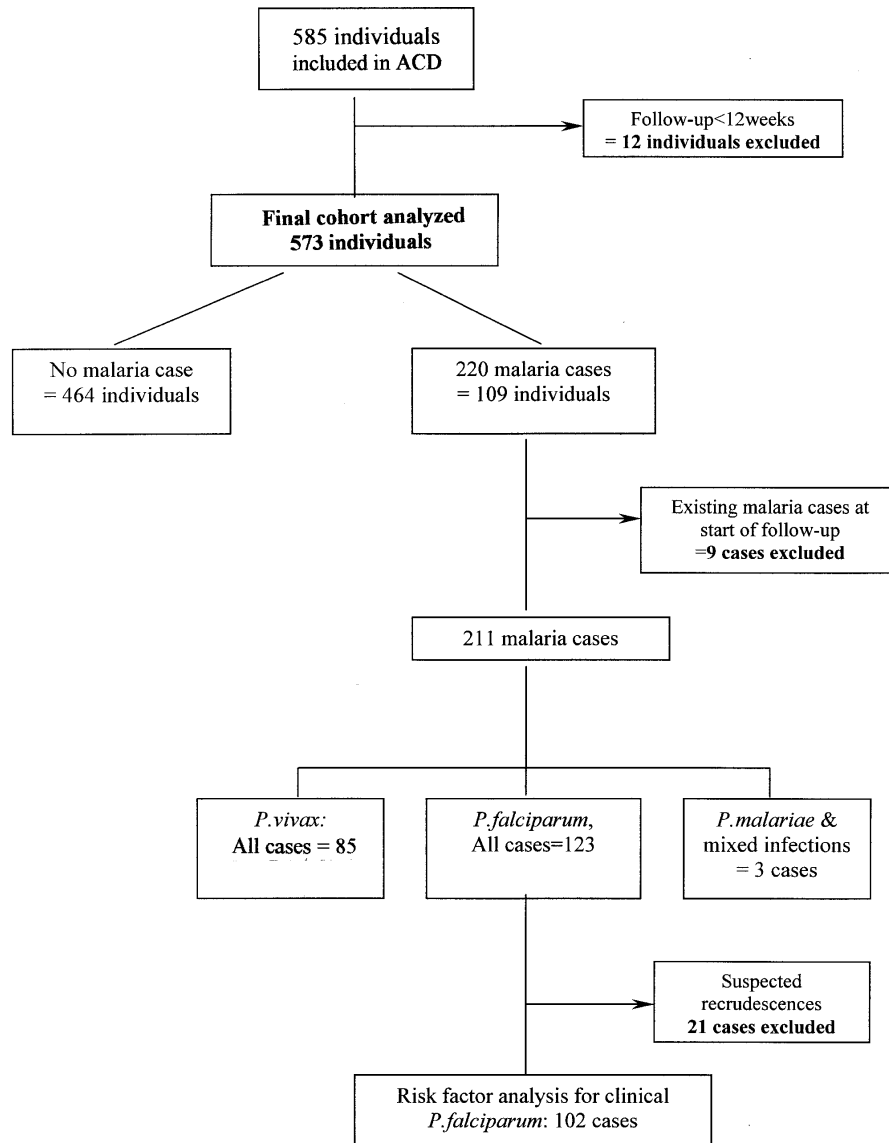 585 individuals
included in ACD
Follow-up<12weeks
= 12 individuals excluded
Final cohort analyzed
573 individuals
No malaria case
= 464 individuals
220 malaria cases
= 109 individuals
Existing malaria cases at
start of follow-up
=9 cases excluded
211 malaria cases
P.vivax:
All cases = 85
P.falciparum,
All cases=123
P.malariae &
mixed infections
= 3 cases
Suspected
recrudescences
21 cases excluded
Risk factor analysis for clinical
P.falciparum: 102 cases